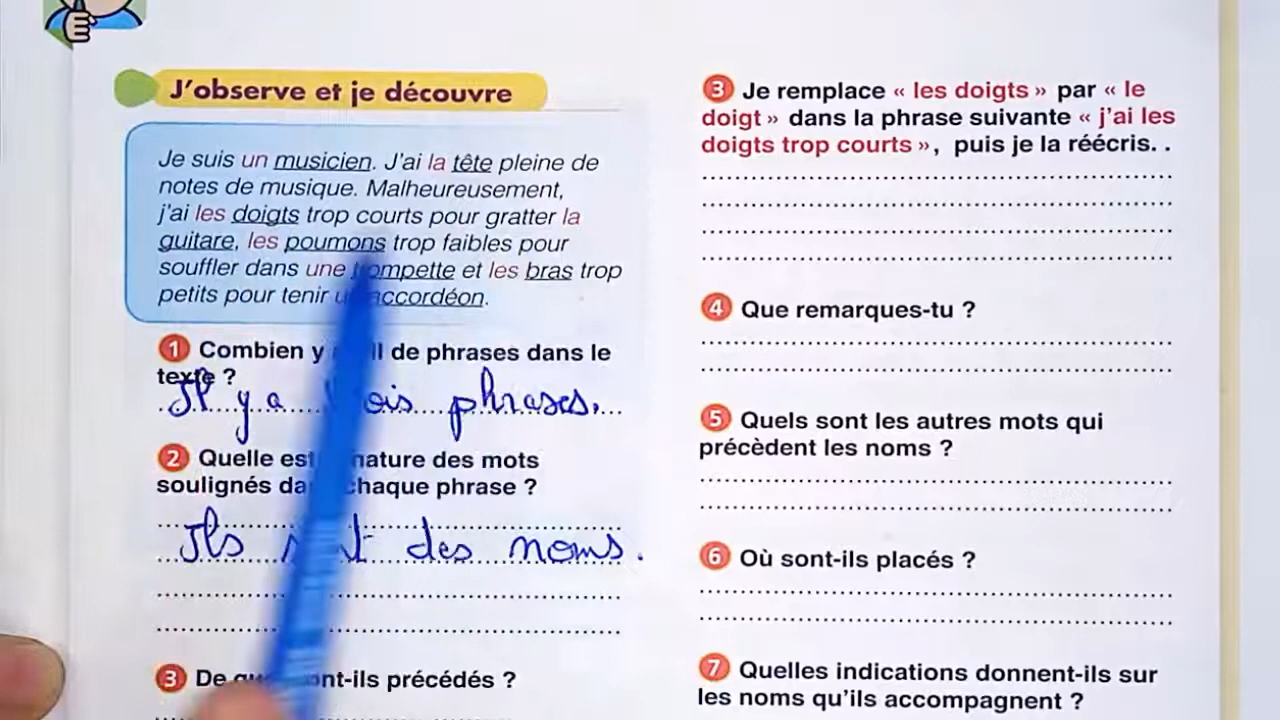 J'observe et je découvre
Je suis un musicien. J'ai la tête pleine de
notes de musique. Malheureusement,
j'ai les doigts trop courts pour gratter la
guitare, les poumons trop faibles pour
souffler dans une trompette et les bras trop
petits pour tenir un accordéon.
1 Combien y de phrases dans le
texte ?
Il y a trois phrases.
2 Quelle est nature des mots
soulignés dans chaque phrase ?
Ils sont des noms.
3 De sont-ils précédés ?
3 Je remplace « les doigts » par « le
doigt » dans la phrase suivante « j'ai les
doigts trop courts », puis je la réécris. .
4 Que remarques-tu ?
5 Quels sont les autres mots qui
précèdent les noms ?
6 Où sont-ils placés ?
7 Quelles indications donnent-ils sur
les noms qu'ils accompagnent ?